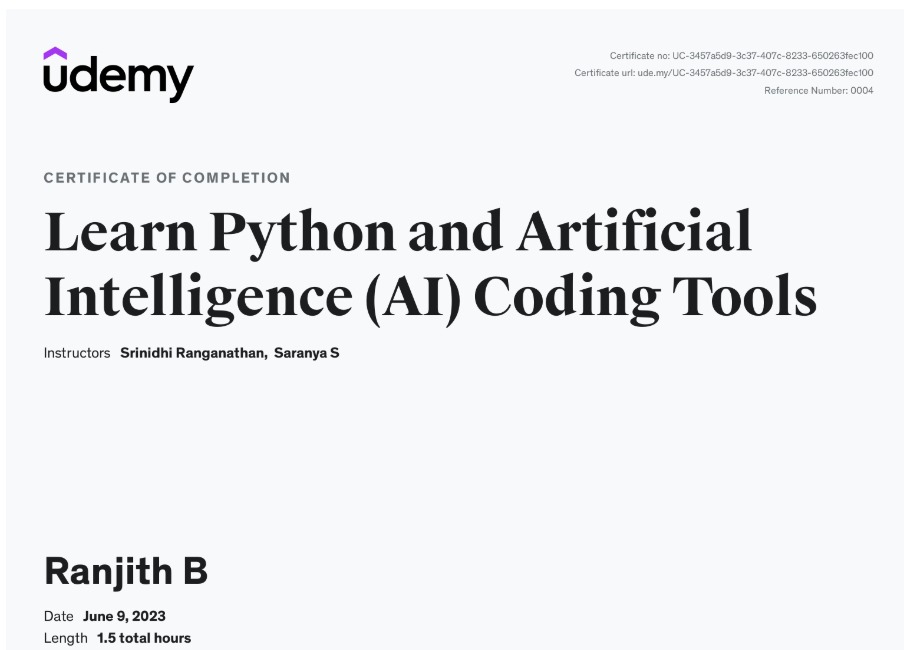 udemy
Certificate no: UC-3457a5d9-3c37-407c-8233-650263fec100
Certificate url: ude.my/UC-3457a5d9-3c37-407c-8233-650263fec100
Reference Number: 0004
CERTIFICATE OF COMPLETION
Learn Python and Artificial
Intelligence (AI) Coding Tools
Instructors Srinidhi Ranganathan, Saranya S
Ranjith B
Date June 9, 2023
Length 1.5 total hours